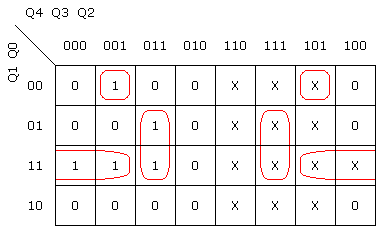 Q4 Q3 Q2
Q1 Q0
000 001 011 010 110 111 101 100
00 0 1 0 0 X X X 0
01 0 0 1 0 X X X 0
11 1 1 1 0 X X X X
10 0 0 0 0 X X X 0